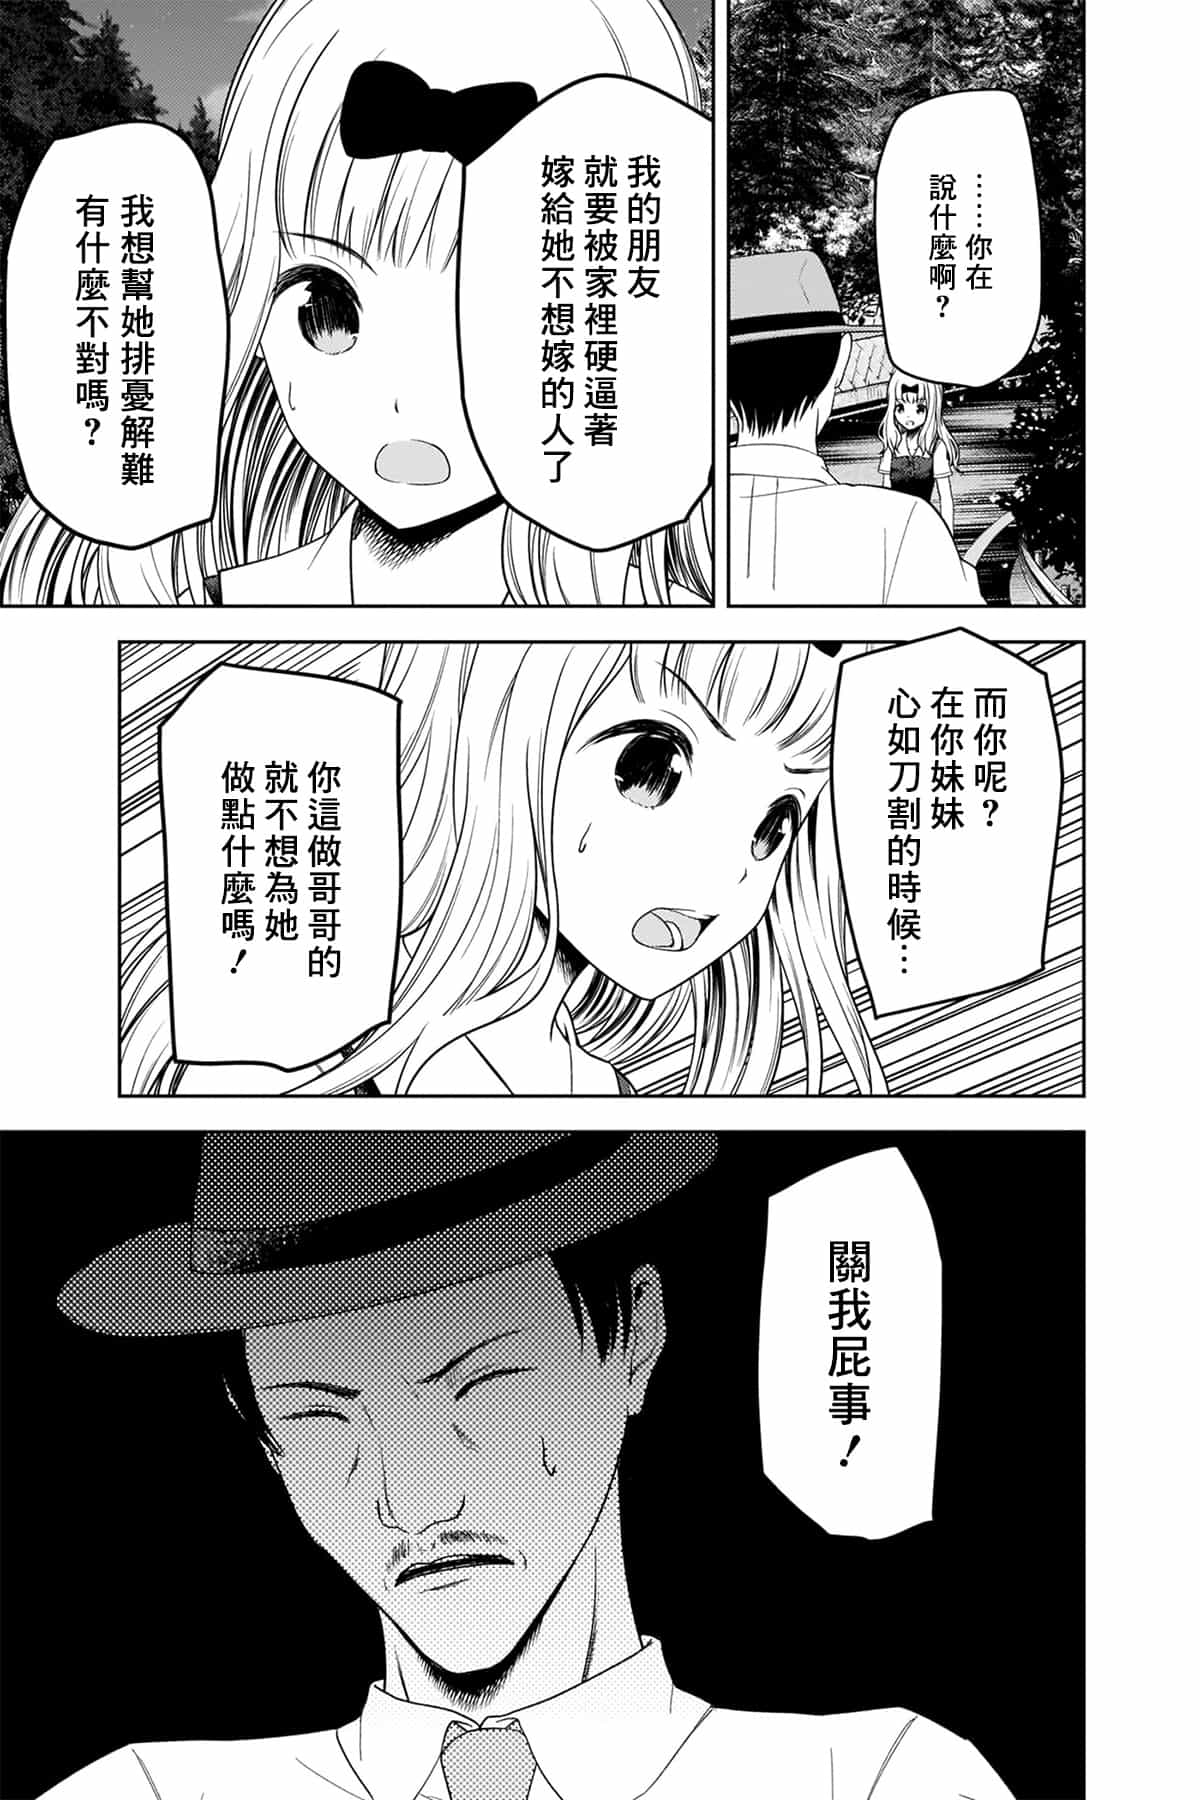 ……你在
說什麼啊？
我的朋友
就要被家裡硬逼著
嫁給她不想嫁的人了
我想幫她排憂解難
有什麼不對嗎？
而你呢？
在你妹妹
心如刀割的時候…
你這做哥哥的
就不想為她
做點什麼嗎！
關我屁事！